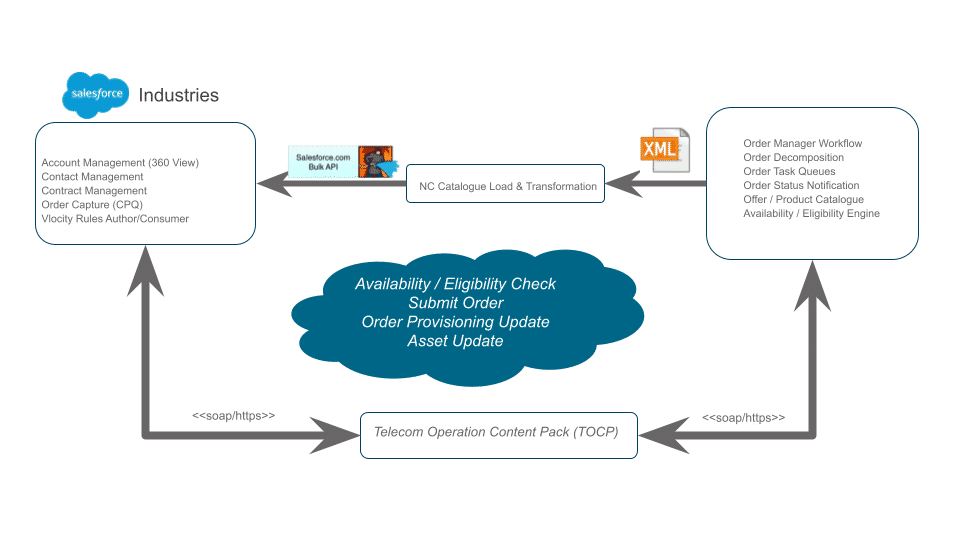 salesforce
Industries
Account Management (360 View)
Contact Management
Contract Management
Order Capture (CPQ)
Vlocity Rules Author/Consumer
Salesforce.com
Bulk API
NC Catalogue Load & Transformation
XML
Order Manager Workflow
Order Decomposition
Order Task Queues
Order Status Notification
Offer / Product Catalogue
Availability / Eligibility Engine
Availability / Eligibility Check
Submit Order
Order Provisioning Update
Asset Update
<<soap/https>>
Telecom Operation Content Pack (TOCP)
<<soap/https>>